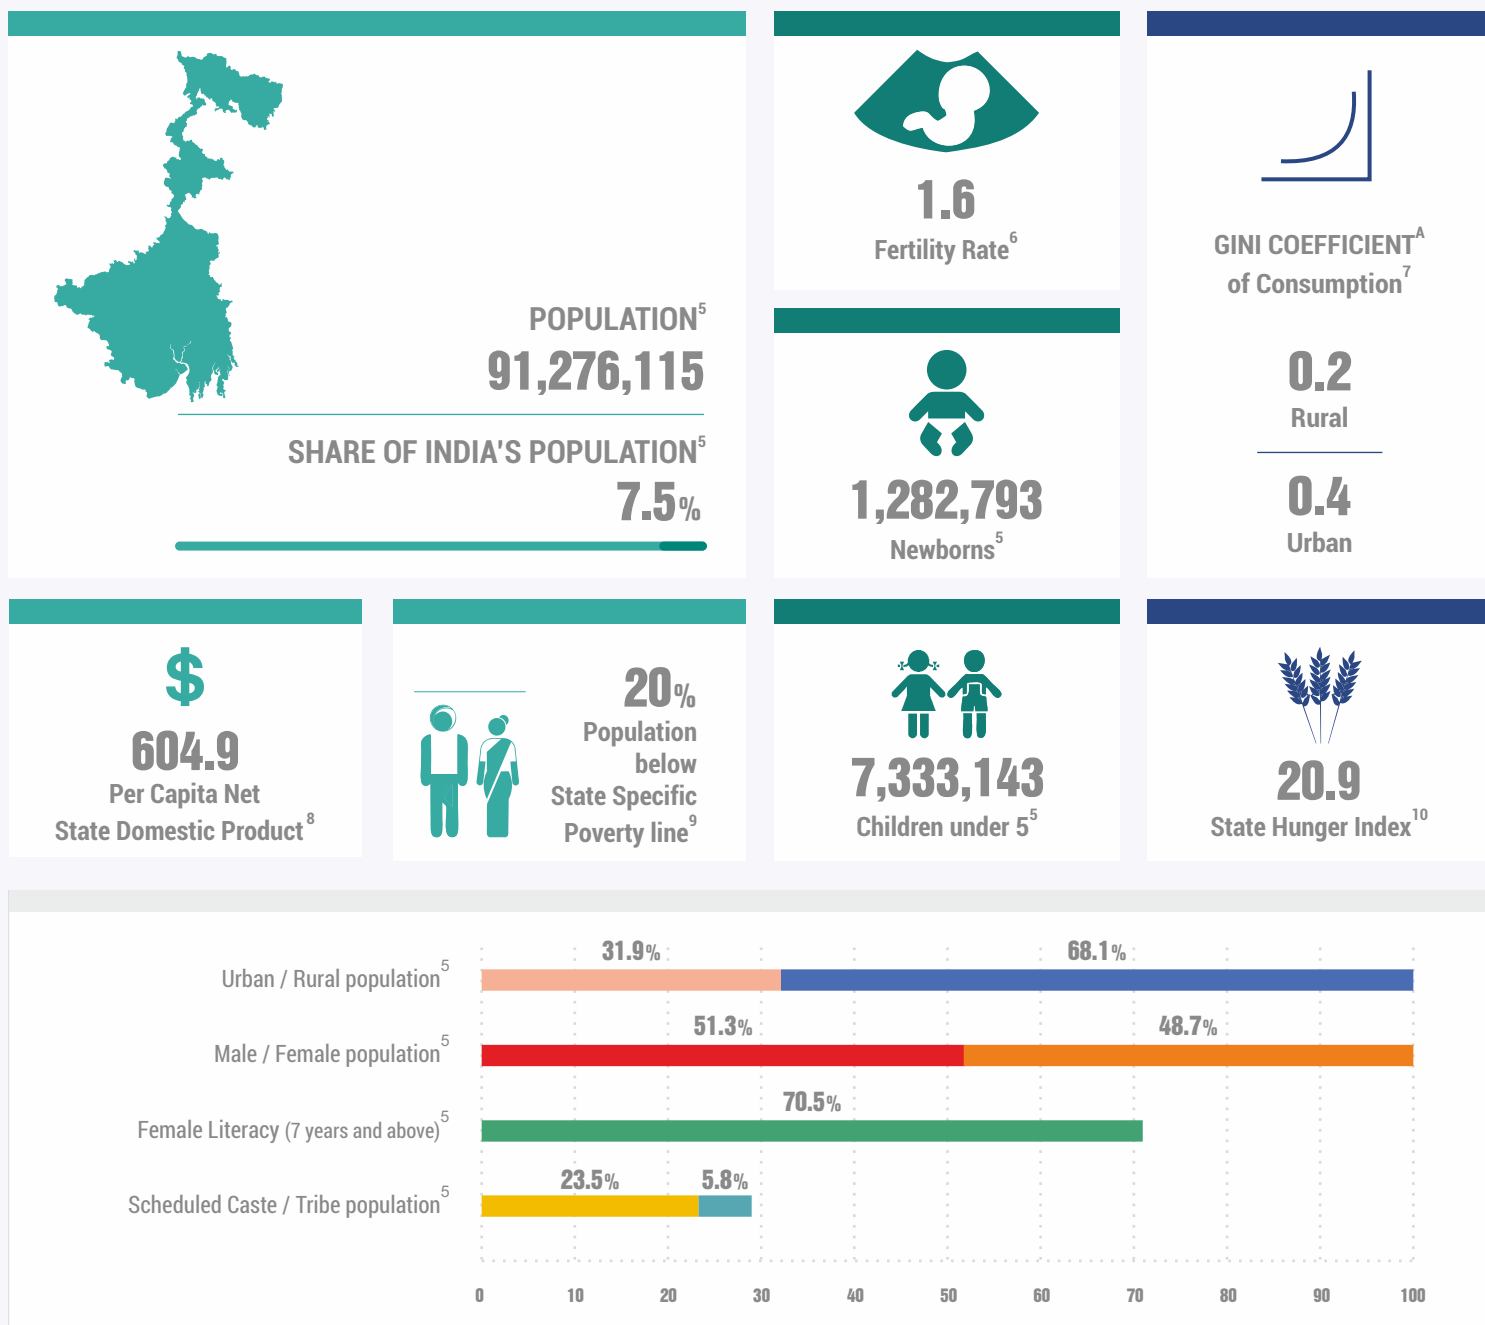 POPULATION5
91,276,115
SHARE OF INDIA'S POPULATION5
7.5%
1.6
Fertility Rate6
1,282,793
Newborns5
GINI COEFFICIENTA
of Consumption7
0.2
Rural
0.4
Urban
$
604.9
Per Capita Net
State Domestic Product8
20%
Population
below
State Specific
Poverty line9
7,333,143
Children under 55
20.9
State Hunger Index10
31.9% 68.1%
Urban / Rural population5
51.3% 48.7%
Male / Female population5
70.5%
Female Literacy (7 years and above)5
23.5% 5.8%
Scheduled Caste / Tribe population5
0 10 20 30 40 50 60 70 80 90 100